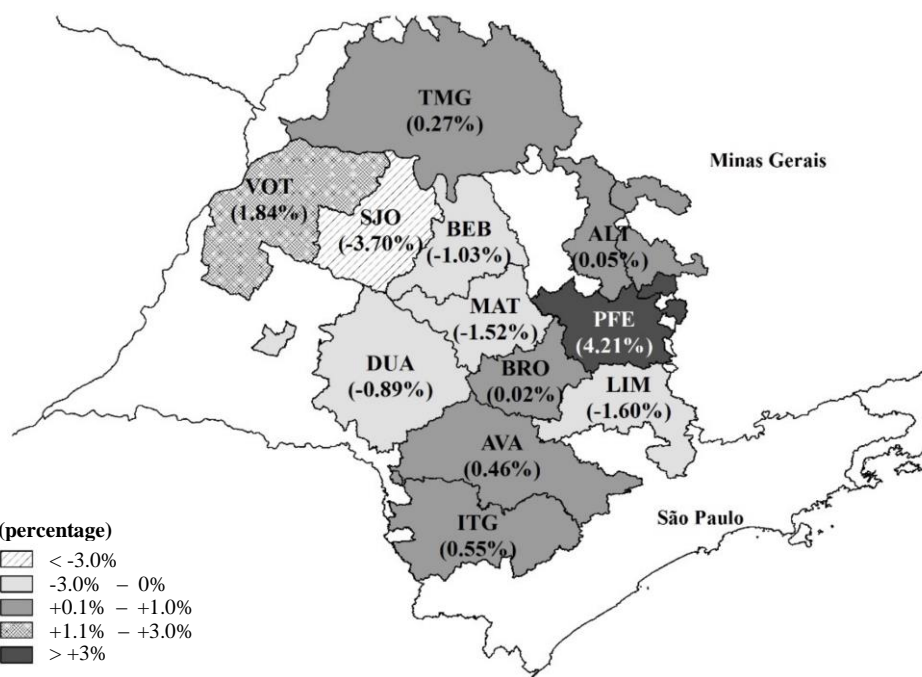 TMG
(0.27%)
Minas Gerais
VOT
(1.84%)
SJO
(-3.70%)
BEB
(-1.03%)
ALI
(0.05%)
MAT
(-1.52%)
PFE
(4.21%)
DUA
(-0.89%)
BRO
(0.02%)
LIM
(-1.60%)
AVA
(0.46%)
São Paulo
ITG
(0.55%)
(percentage)
< -3.0%
-3.0% – 0%
+0.1% – +1.0%
+1.1% – +3.0%
> +3%